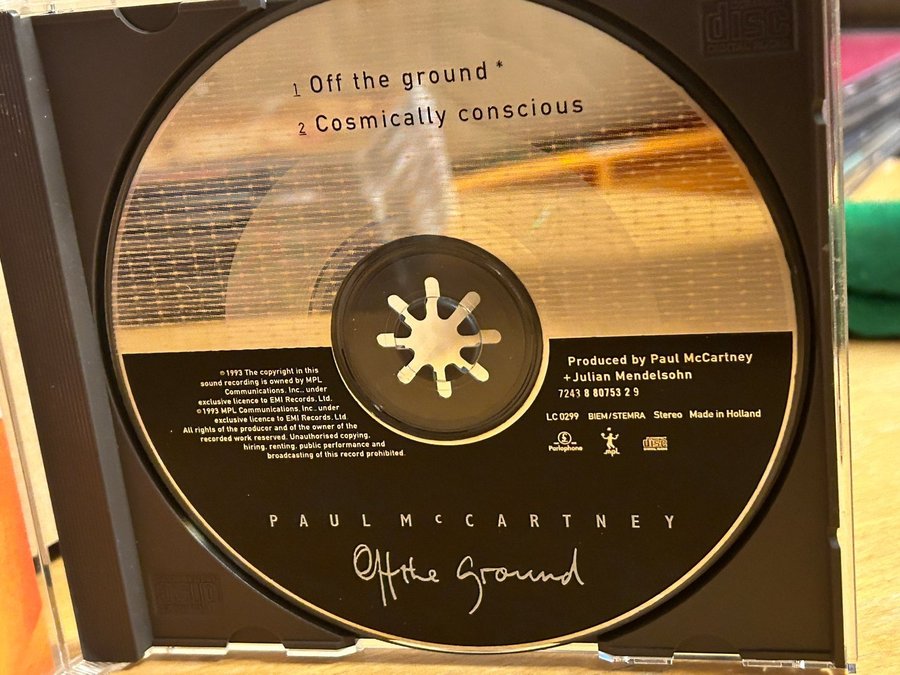 1 Off the ground *
2 Cosmically conscious
℗1993 The copyright in this
sound recording is owned by MPL
Communications, Inc., under
exclusive licence to EMI Records, Ltd.
©1993 MPL Communications, Inc., under
exclusive licence to EMI Records, Ltd.
All rights of the producer and of the owner of the
recorded work reserved. Unauthorised copying,
hiring, renting, public performance and
broadcasting of this record prohibited.
Produced by Paul McCartney
+Julian Mendelsohn
7243 8 80753 2 9
LC 0299 BIEM/STEMRA Stereo Made in Holland
Parlophone MPL disc
PAUL McCARTNEY
Off the ground
disc
disc